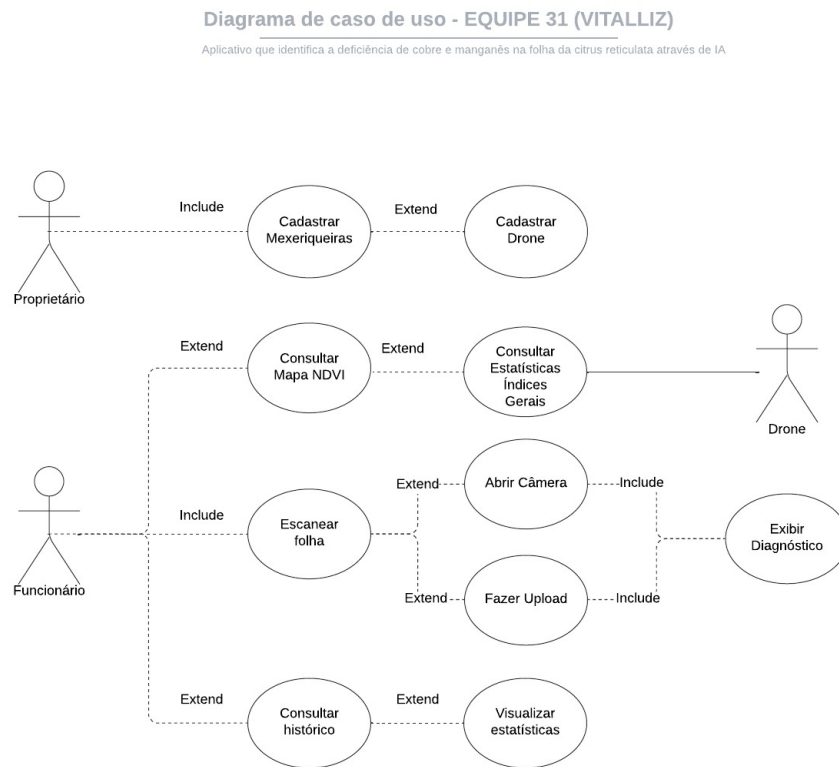 Diagrama de caso de uso - EQUIPE 31 (VITALLIZ)
Aplicativo que identifica a deficiência de cobre e manganês na folha da citrus reticulata através de IA
Include
Cadastrar
Mexeriqueiras
Extend
Cadastrar
Drone
Proprietário
Extend
Consultar
Mapa NDVI
Extend
Consultar
Estatísticas
Índices
Gerais
Drone
Include
Escanear
folha
Extend
Abrir Câmera
Include
Exibir
Diagnóstico
Funcionário
Extend
Fazer Upload
Include
Extend
Consultar
histórico
Extend
Visualizar
estatísticas